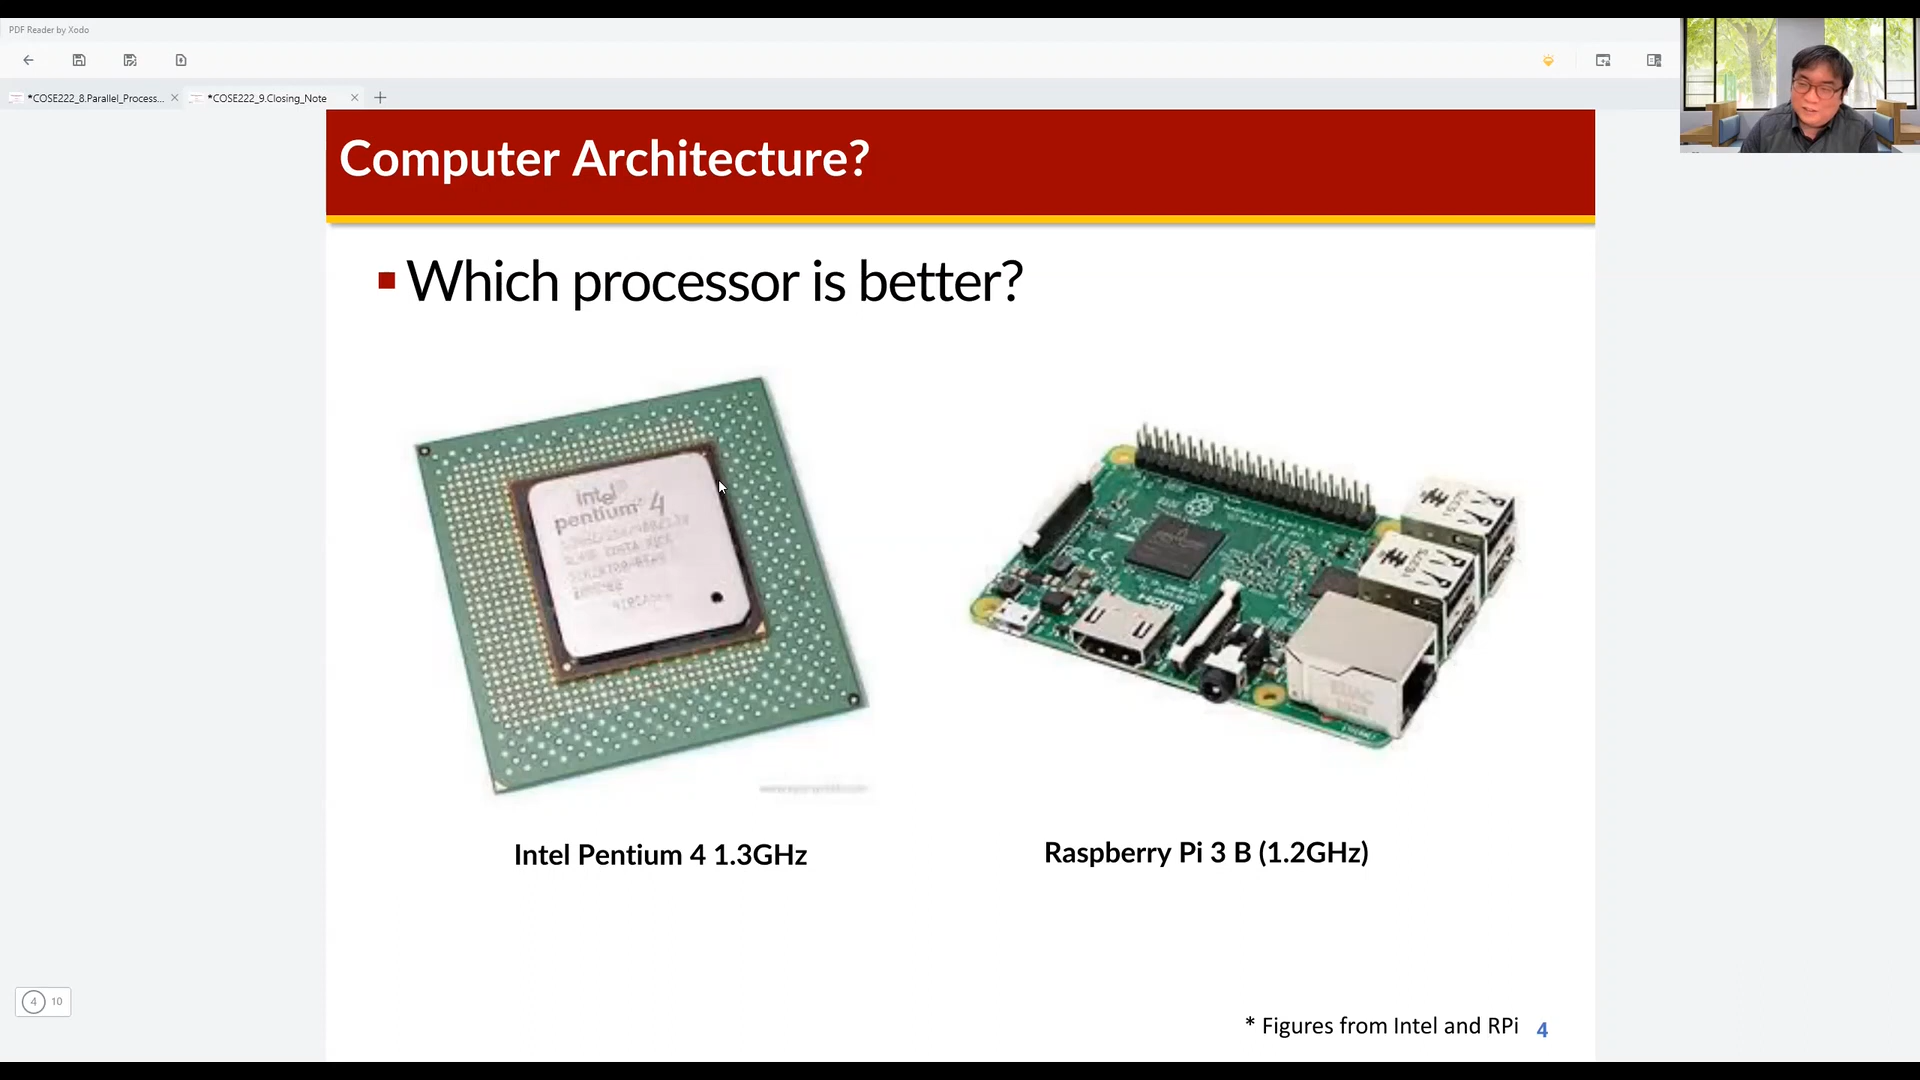 PDF Reader by Xodo
*COSE222_8.Parallel_Process...
*COSE222_9.Closing_Note
Computer Architecture?
Which processor is better?
intel
pentium 4
Intel Pentium 4 1.3GHz
Raspberry Pi 3 B (1.2GHz)
4 10
* Figures from Intel and RPi 4